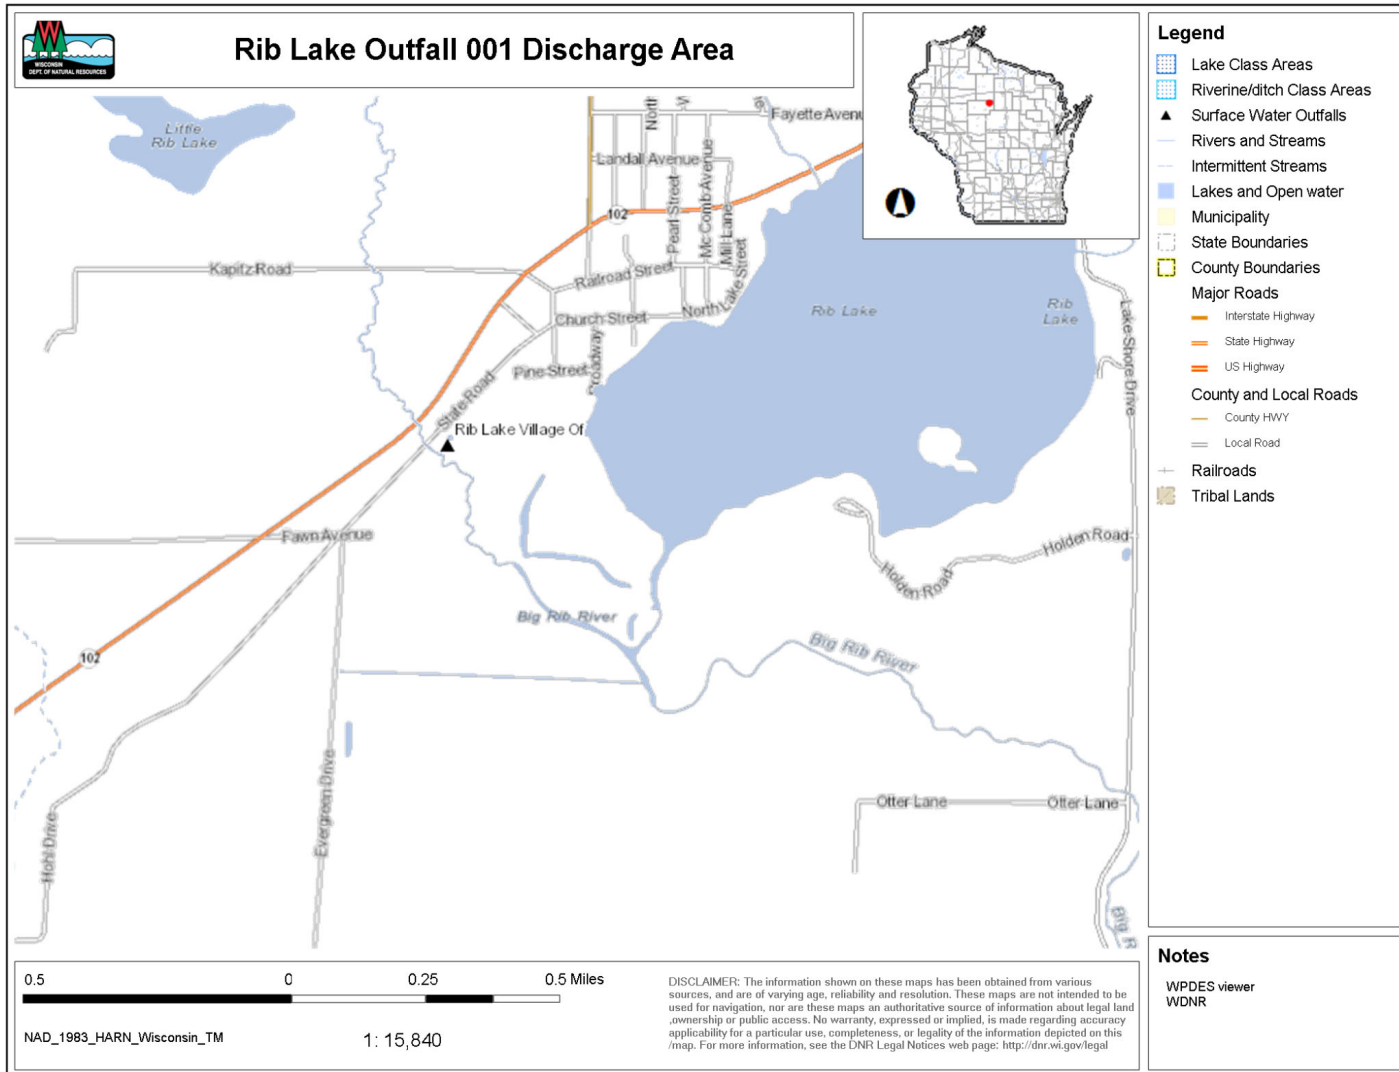 WISCONSIN
DEPT. OF NATURAL RESOURCES
Rib Lake Outfall 001 Discharge Area
Little
Rib Lake
North
W
Fayette Avenu
Landall Avenue
102
Pearl Street
Mc Comb Avenue
Mill Lane
Kapitz Road
Railroad Street
North Lake Street
Church Street
Rib Lake
Rib
Lake
Lake Shore Drive
Pine Street
Broadway
State Road
Rib Lake Village Of
Fawn Avenue
Holden Road
Holden Road
Big Rib River
Big Rib River
102
Evergreen Drive
Hohl Drive
Otter Lane
Otter Lane
Big R
Legend
Lake Class Areas
Riverine/ditch Class Areas
Surface Water Outfalls
Rivers and Streams
Intermittent Streams
Lakes and Open water
Municipality
State Boundaries
County Boundaries
Major Roads
Interstate Highway
State Highway
US Highway
County and Local Roads
County HWY
Local Road
Railroads
Tribal Lands
0.5 0 0.25 0.5 Miles
NAD_1983_HARN_Wisconsin_TM
1: 15,840
DISCLAIMER: The information shown on these maps has been obtained from various
sources, and are of varying age, reliability and resolution. These maps are not intended to be
used for navigation, nor are these maps an authoritative source of information about legal land
,ownership or public access. No warranty, expressed or implied, is made regarding accuracy
applicability for a particular use, completeness, or legality of the information depicted on this
/map. For more information, see the DNR Legal Notices web page: http://dnr.wi.gov/legal
Notes
WPDES viewer
WDNR